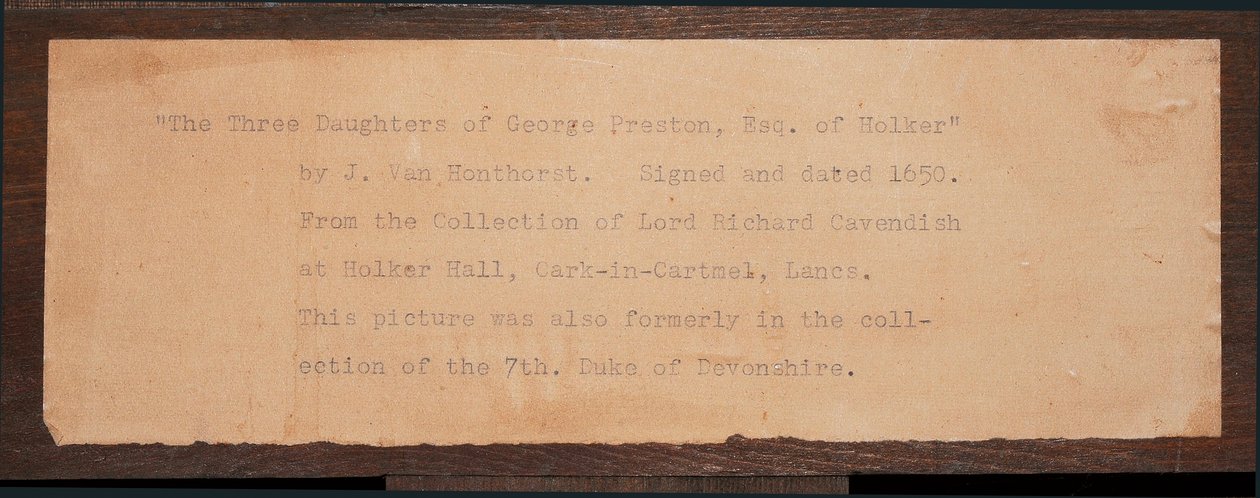 "The Three Daughters of George Preston, Esq. of Holker"
by J. Van Honthorst. Signed and dated 1650.
From the Collection of Lord Richard Cavendish
at Holker Hall, Cark-in-Cartmel, Lancs.
This picture was also formerly in the coll-
ection of the 7th. Duke of Devonshire.